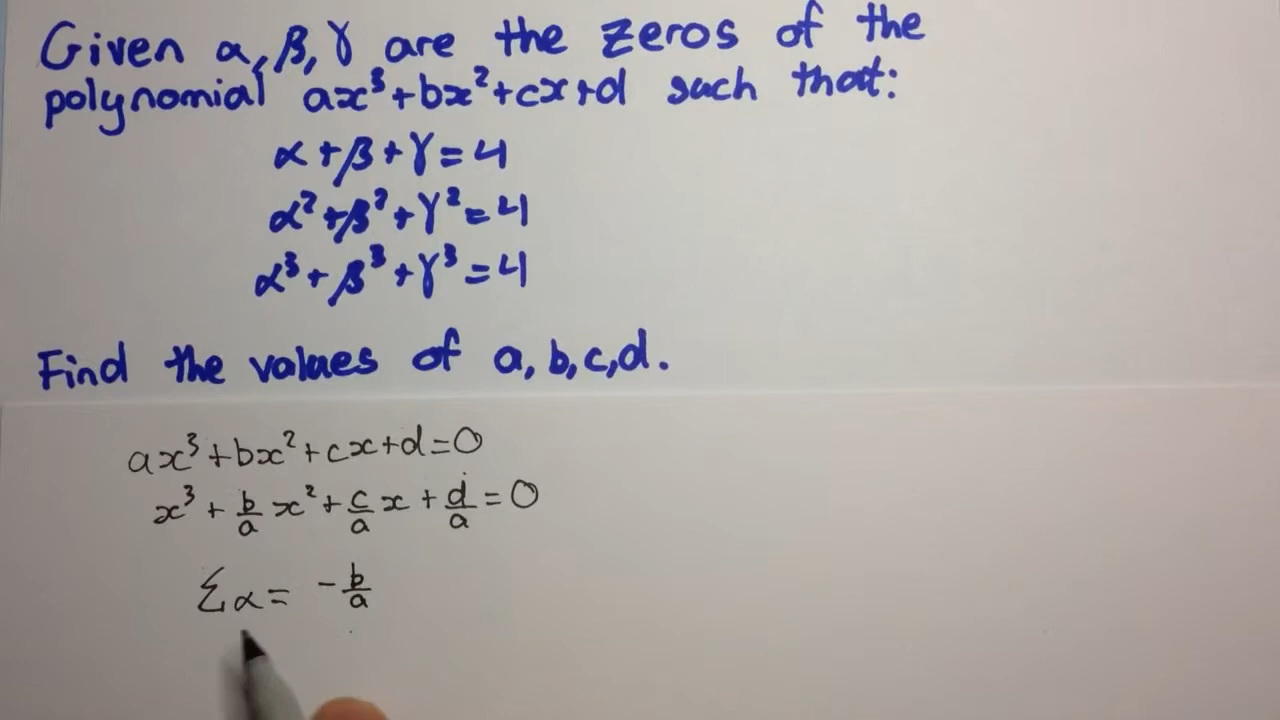 Given α, β, γ are the zeros of the
polynomial ax³+bx²+cx+d such that:
α+β+γ=4
α²+β²+γ²=4
α³+β³+γ³=4
Find the values of a, b, c, d.
ax³+bx²+cx+d=0
x³+b/a x²+c/a x+d/a=0
Σα= -b/a